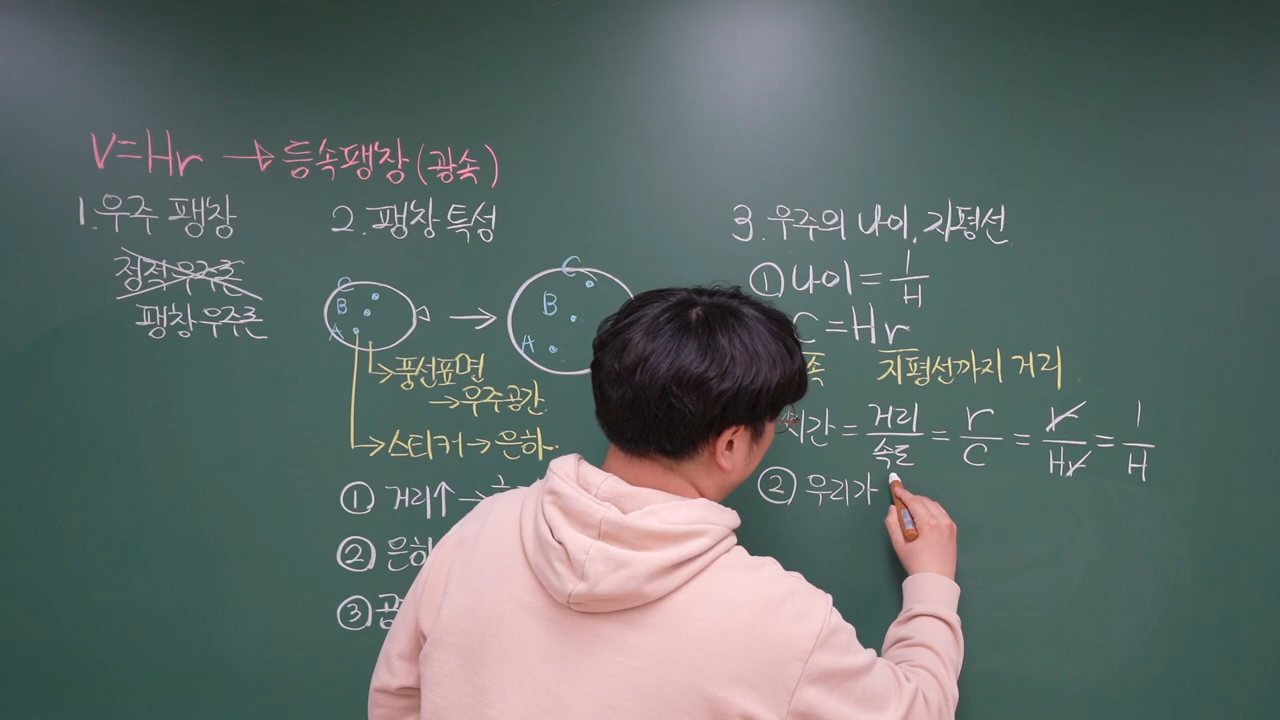 V=Hr → 등속팽창 (광속)
1. 우주 팽창
정적우주론
팽창우주론
2. 팽창 특성
C
B
A
→
C
B
A
→풍선표면
→우주공간
→스티커→은하
① 거리↑→
② 은하
③
3. 우주의 나이, 지평선
① 나이 = 1/H
C=Hr
속 지평선까지 거리
시간 = 거리/속도 = r/C = r/Hr = 1/H
② 우리가